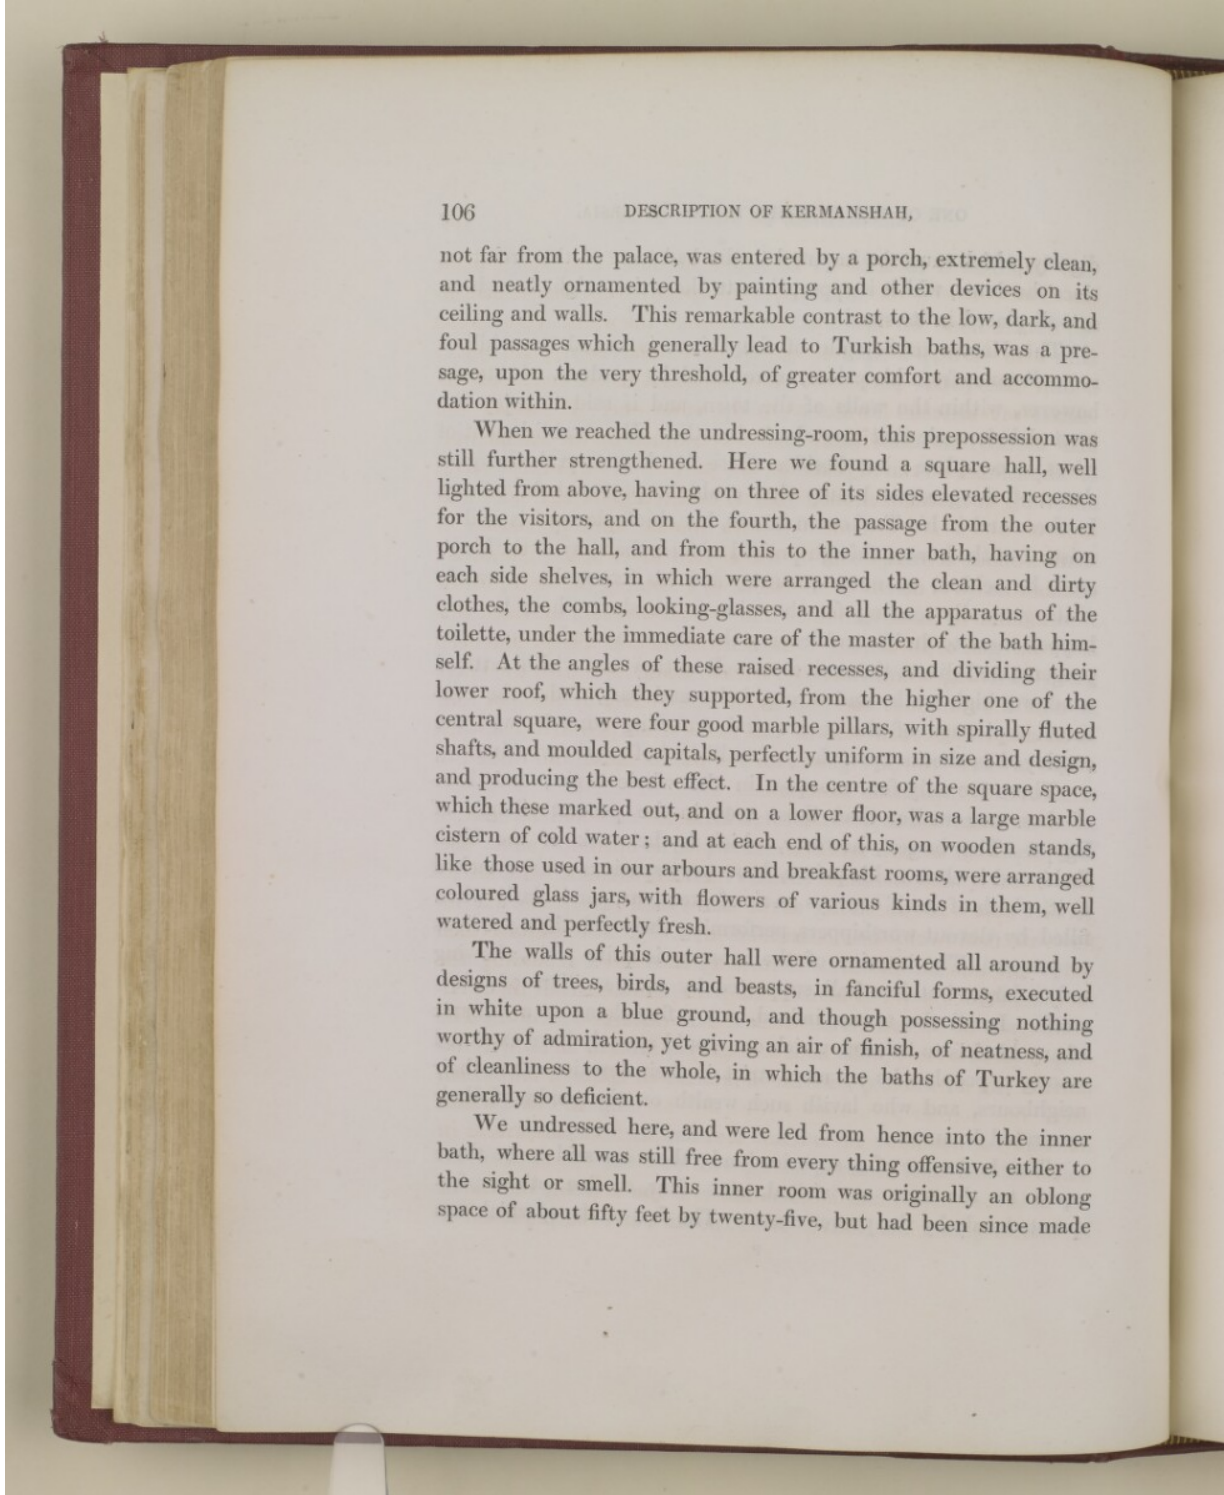 106 DESCRIPTION OF KERMANSHAH,
not far from the palace, was entered by a porch, extremely clean,
and neatly ornamented by painting and other devices on its
ceiling and walls. This remarkable contrast to the low, dark, and
foul passages which generally lead to Turkish baths, was a pre-
sage, upon the very threshold, of greater comfort and accommo-
dation within.
When we reached the undressing-room, this prepossession was
still further strengthened. Here we found a square hall, well
lighted from above, having on three of its sides elevated recesses
for the visitors, and on the fourth, the passage from the outer
porch to the hall, and from this to the inner bath, having on
each side shelves, in which were arranged the clean and dirty
clothes, the combs, looking-glasses, and all the apparatus of the
toilette, under the immediate care of the master of the bath him-
self. At the angles of these raised recesses, and dividing their
lower roof, which they supported, from the higher one of the
central square, were four good marble pillars, with spirally fluted
shafts, and moulded capitals, perfectly uniform in size and design,
and producing the best effect. In the centre of the square space,
which these marked out, and on a lower floor, was a large marble
cistern of cold water; and at each end of this, on wooden stands,
like those used in our arbours and breakfast rooms, were arranged
coloured glass jars, with flowers of various kinds in them, well
watered and perfectly fresh.
The walls of this outer hall were ornamented all around by
designs of trees, birds, and beasts, in fanciful forms, executed
in white upon a blue ground, and though possessing nothing
worthy of admiration, yet giving an air of finish, of neatness, and
of cleanliness to the whole, in which the baths of Turkey are
generally so deficient.
We undressed here, and were led from hence into the inner
bath, where all was still free from every thing offensive, either to
the sight or smell. This inner room was originally an oblong
space of about fifty feet by twenty-five, but had been since made